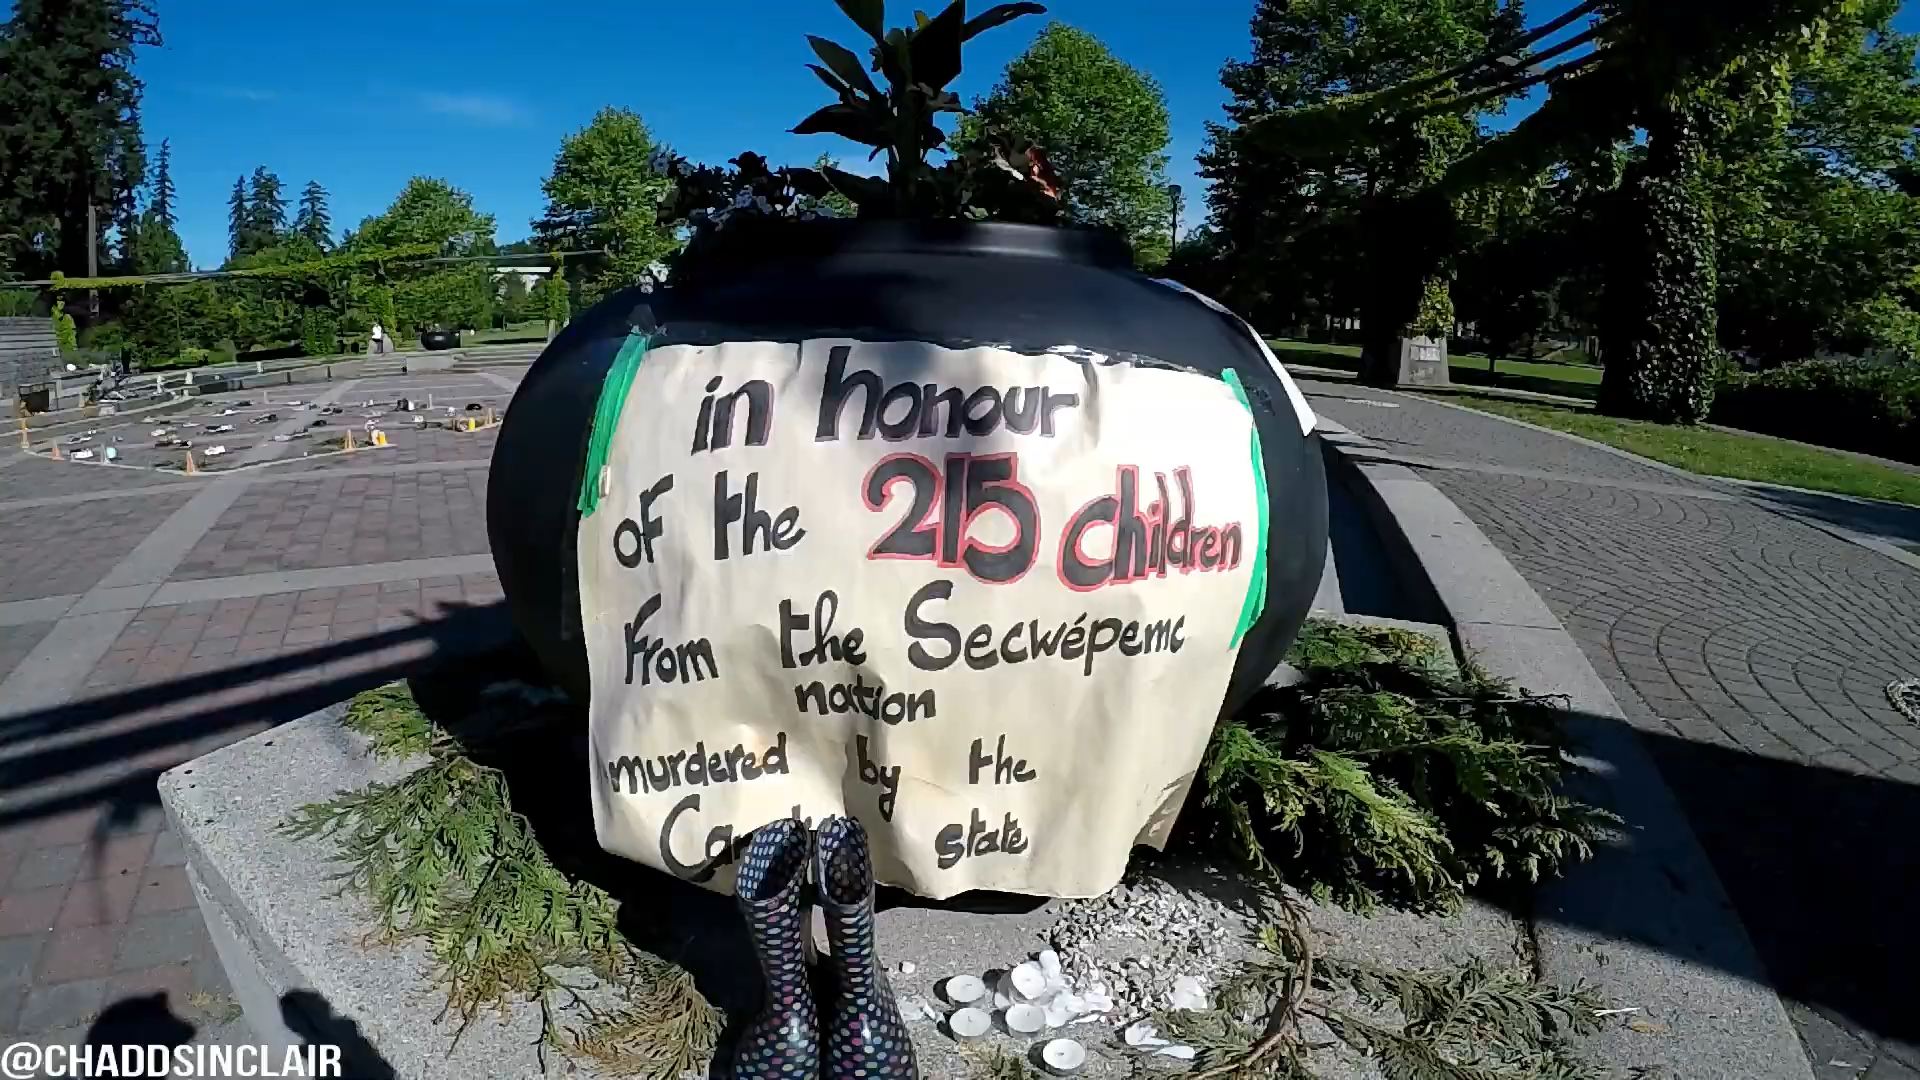 in honour
of the 215 children
From the Secwépemc
nation
murdered by the
state
@CHADDSINCLAIR